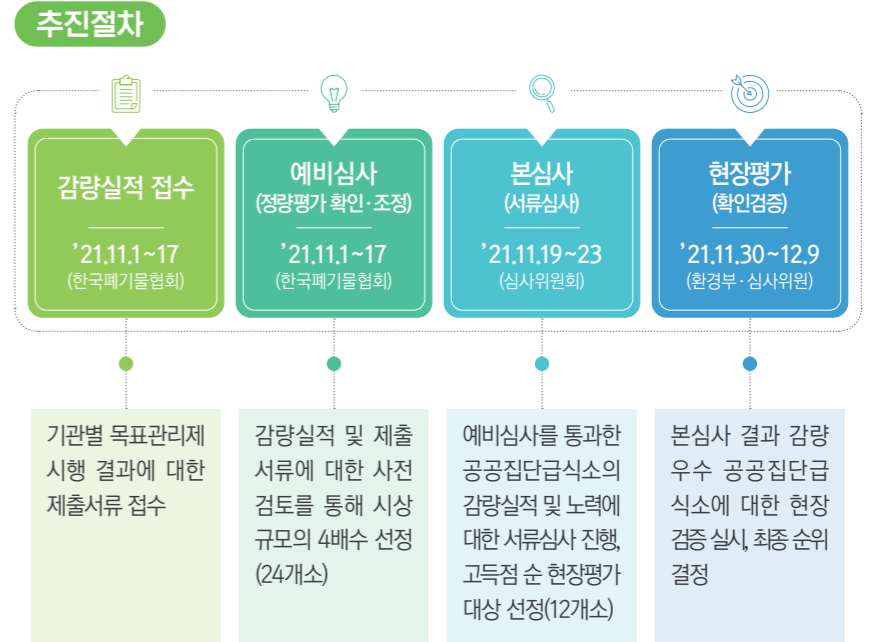 추진절차
감량실적 접수
’21.11.1~17
(한국폐기물협회)
예비심사
(정량평가 확인·조정)
’21.11.1~17
(한국폐기물협회)
본심사
(서류심사)
’21.11.19~23
(심사위원회)
현장평가
(확인검증)
’21.11.30~12.9
(환경부·심사위원)
기관별 목표관리제
시행 결과에 대한
제출서류 접수
감량실적 및 제출
서류에 대한 사전
검토를 통해 시상
규모의 4배수 선정
(24개소)
예비심사를 통과한
공공집단급식소의
감량실적 및 노력에
대한 서류심사 진행,
고득점 순 현장평가
대상 선정(12개소)
본심사 결과 감량
우수 공공집단급
식소에 대한 현장
검증 실시, 최종 순위
결정